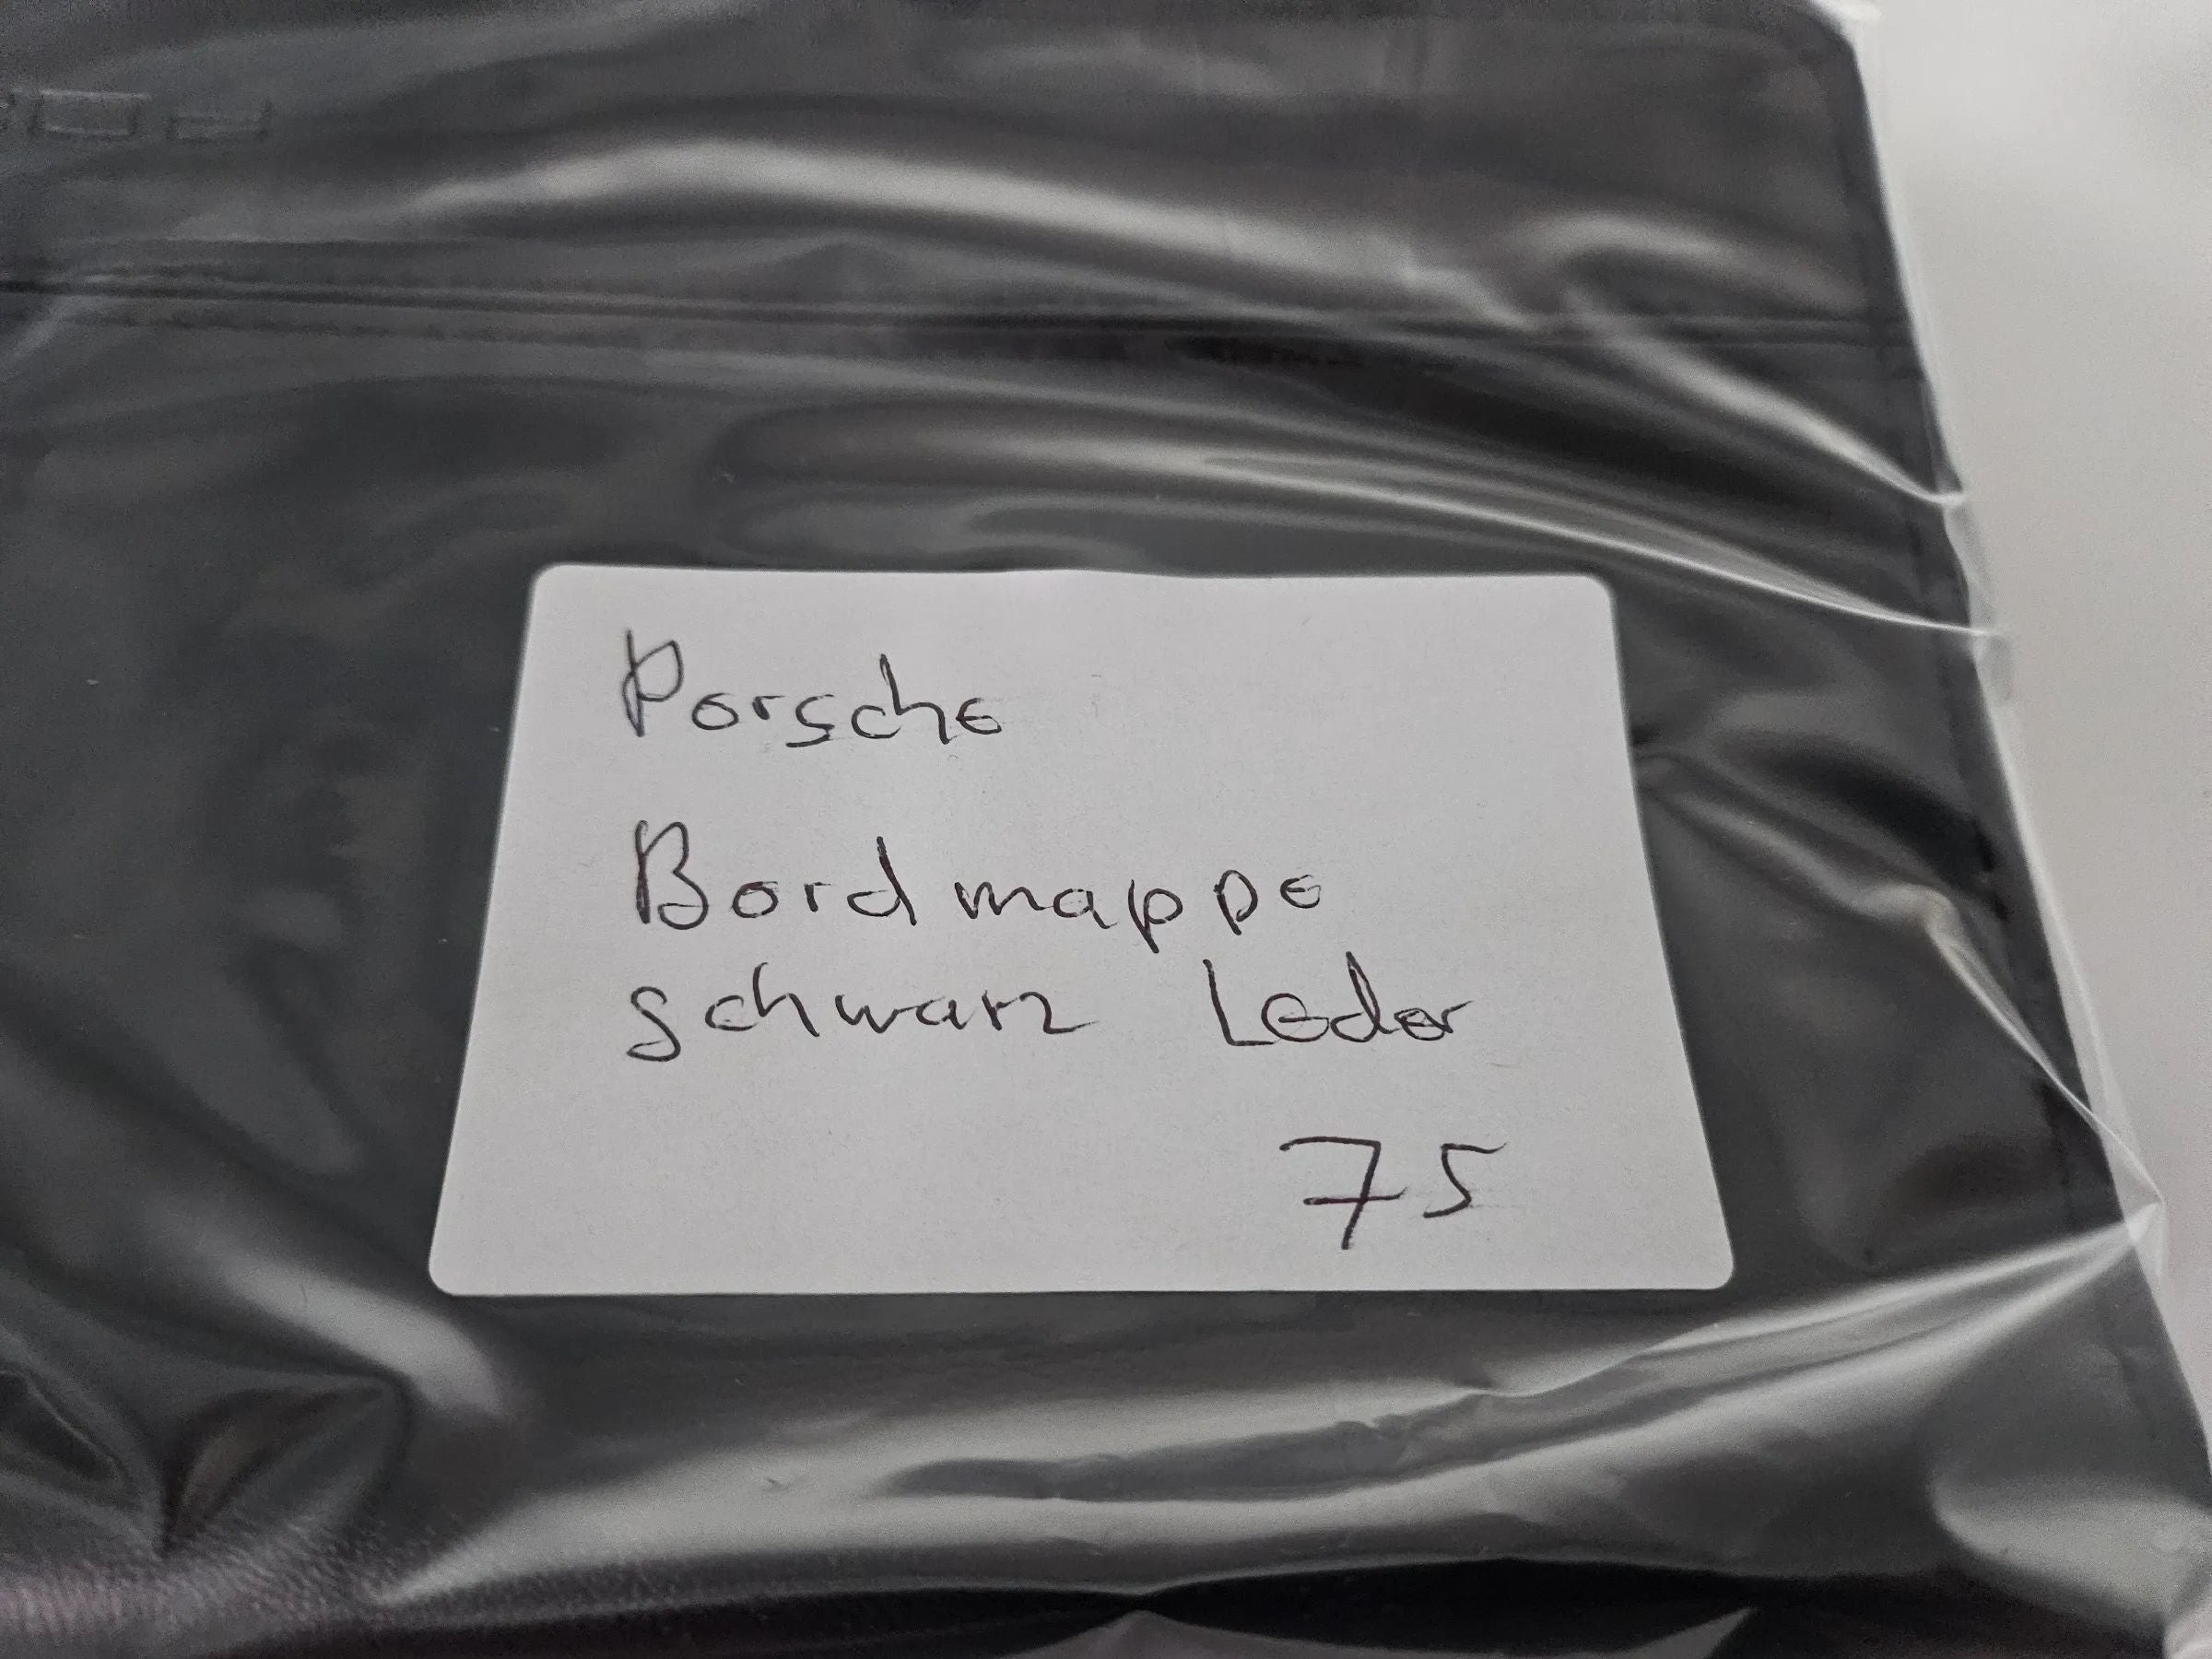 Porsche
Bordmappe
schwarz Leder
75